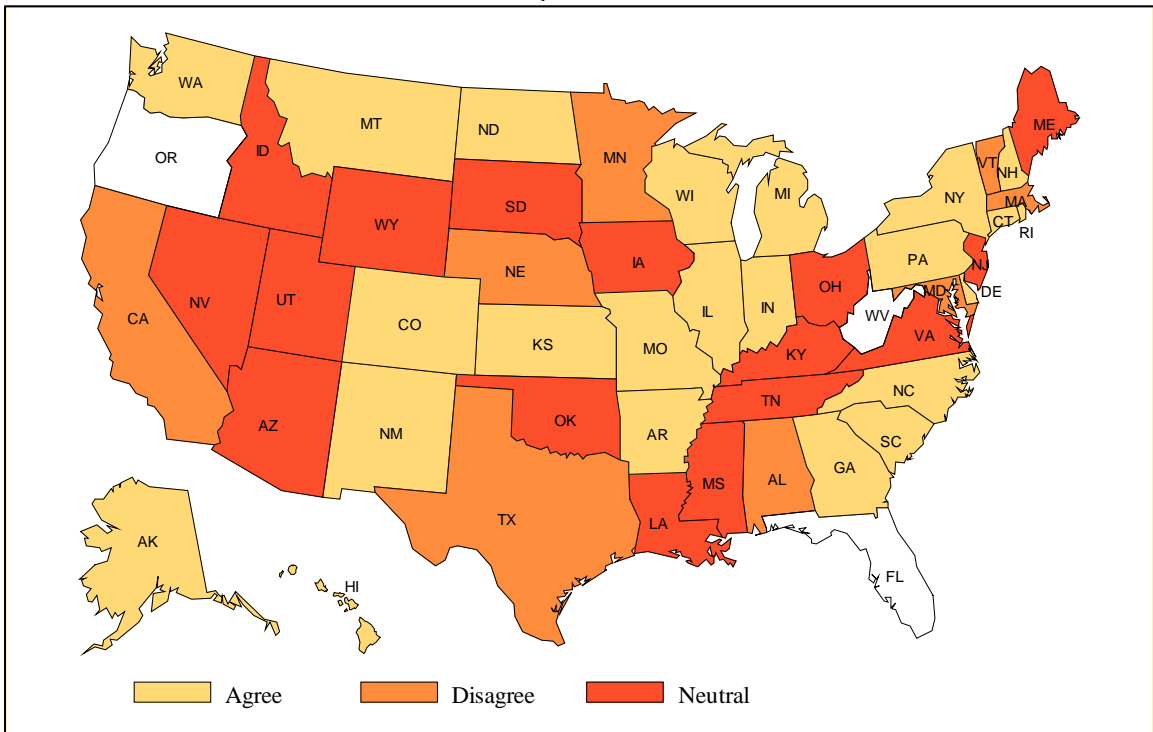 WA
MT
ND
MN
ME
OR
ID
VT
NH
WI
MI
NY
MA
SD
WY
CT
RI
IA
PA
NE
NJ
NV
UT
OH
MD
DE
CA
CO
IL
IN
WV
KS
MO
KY
VA
NC
TN
AZ
NM
OK
AR
SC
GA
MS
AL
TX
LA
AK
FL
HI
Agree Disagree Neutral